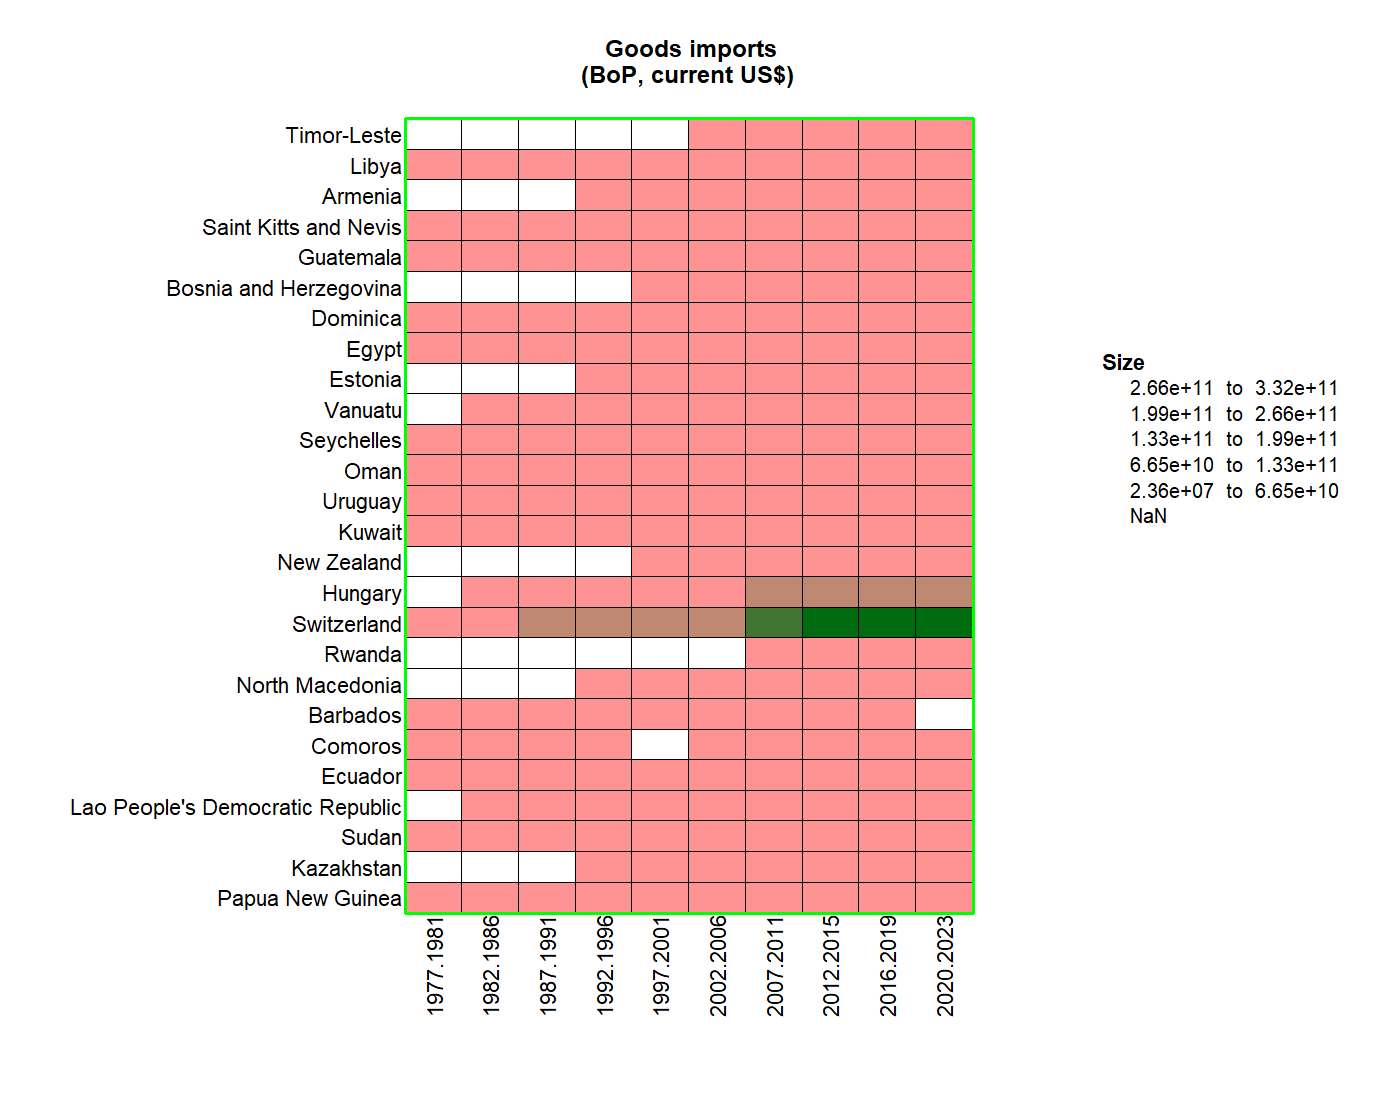 Goods imports
(BoP, current US$)
Timor-Leste
Libya
Armenia
Saint Kitts and Nevis
Guatemala
Bosnia and Herzegovina
Dominica
Egypt
Estonia
Vanuatu
Seychelles
Oman
Uruguay
Kuwait
New Zealand
Hungary
Switzerland
Rwanda
North Macedonia
Barbados
Comoros
Ecuador
Lao People's Democratic Republic
Sudan
Kazakhstan
Papua New Guinea
1977.1981
1982.1986
1987.1991
1992.1996
1997.2001
2002.2006
2007.2011
2012.2015
2016.2019
2020.2023
Size
2.66e+11 to 3.32e+11
1.99e+11 to 2.66e+11
1.33e+11 to 1.99e+11
6.65e+10 to 1.33e+11
2.36e+07 to 6.65e+10
NaN